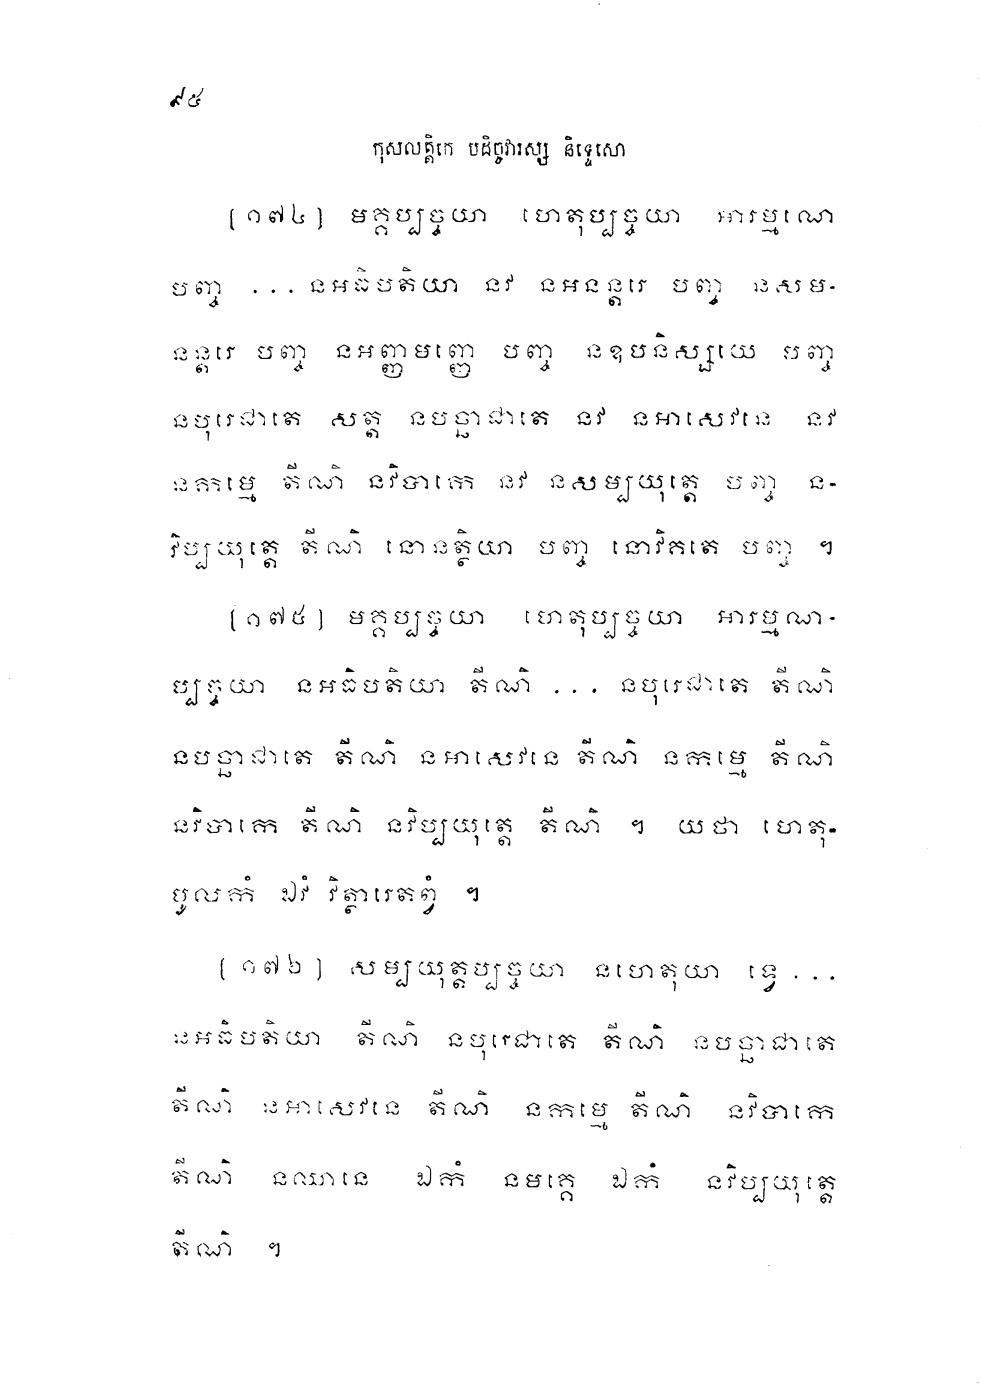 ៩៥
កុសលត្តិកេ បដិច្ចវារស្ស និទ្ទេសោ
[១៧៤] មគ្គប្បច្ចយា ហេតុប្បច្ចយា អារម្មណេ
បញ្ច ... នអធិបតិយា នវ នអនន្តរេ បញ្ច នសម-
នន្តរេ បញ្ច នអញ្ញាមញ្ញេ បញ្ច នឧបនិស្សយេ បញ្ច
នបុរេជាតេ សត្ត នបច្ឆាជាតេ នវ នអាសេវនេ នវ
នកម្មេ តីណិ នវិបាកេ នវ នសម្បយុត្តេ បញ្ច ន-
វិប្បយុត្តេ តីណិ នោនត្ថិយា បញ្ច នោវិគតេ បញ្ច ។
[១៧៥] មគ្គប្បច្ចយា ហេតុប្បច្ចយា អារម្មណ-
ប្បច្ចយា នអធិបតិយា តីណិ ... នបុរេជាតេ តីណិ
នបច្ឆាជាតេ តីណិ នអាសេវនេ តីណិ នកម្មេ តីណិ
នវិបាកេ តីណិ នវិប្បយុត្តេ តីណិ ។ យថា ហេតុ-
មូលកំ ឯវំ វិត្ថារេតព្វំ ។
[១៧៦] សម្បយុត្តប្បច្ចយា នហេតុយា ទ្វេ ...
នអធិបតិយា តីណិ នបុរេជាតេ តីណិ នបច្ឆាជាតេ
តីណិ នអាសេវនេ តីណិ នកម្មេ តីណិ នវិបាកេ
តីណិ នឈានេ ឯកំ នមគ្គេ ឯកំ នវិប្បយុត្តេ
តីណិ ។